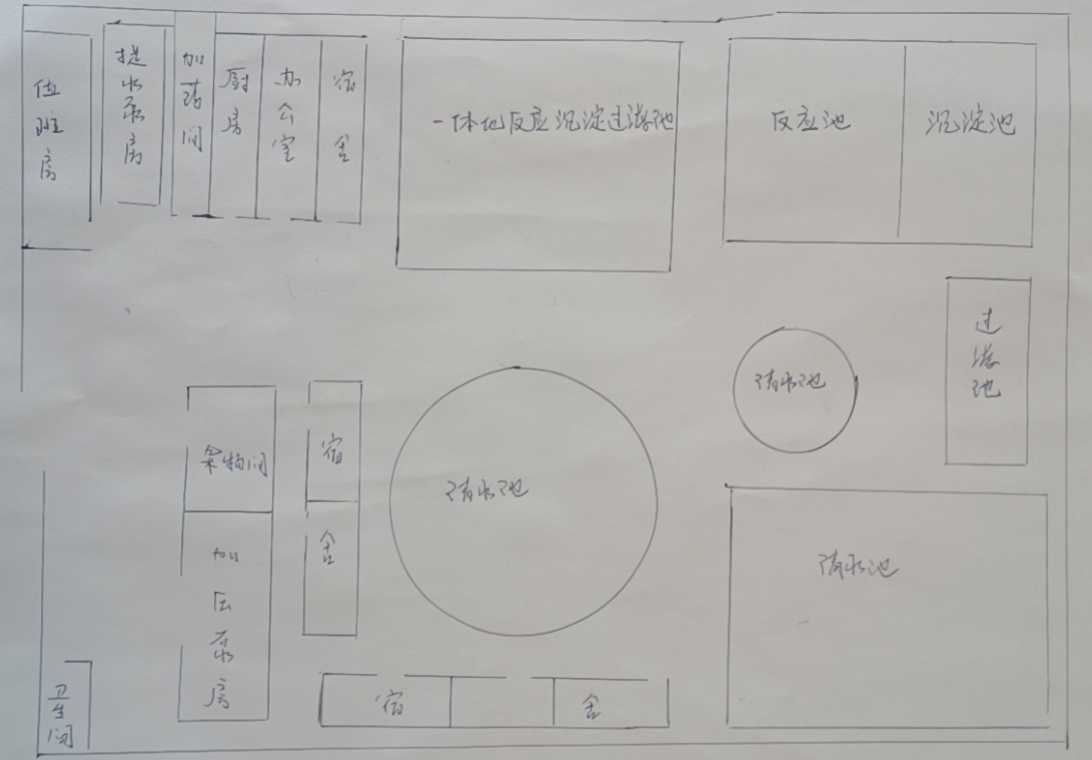 值班房
提水泵房
加药间
厨房
办公室
宿舍
一体化反应沉淀过滤池
反应池
沉淀池
过滤池
清水池
杂物间
宿舍
清水池
加压泵房
清水池
卫生间
宿舍